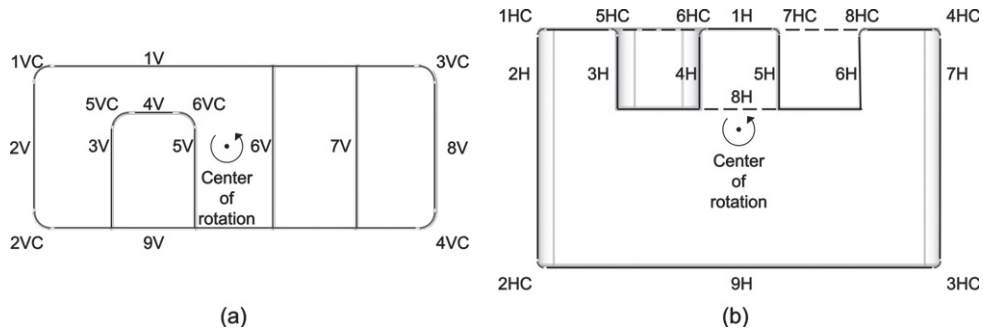 1VC 1V 3VC
5VC 4V 6VC
2V 3V 5V 6V 7V 8V
Center
of
rotation
2VC 9V 4VC
(a)
1HC 5HC 6HC 1H 7HC 8HC 4HC
2H 3H 4H 5H 6H 7H
8H
Center
of
rotation
2HC 9H 3HC
(b)